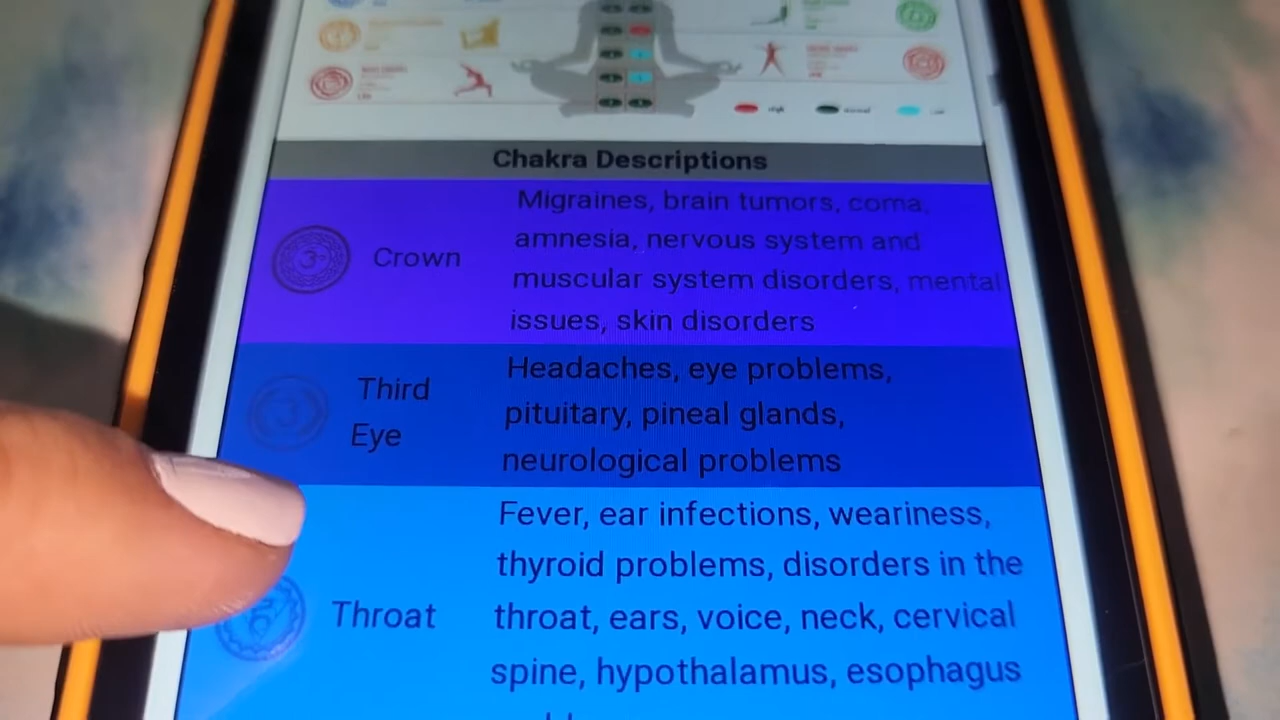 Chakra Descriptions
Crown
Migraines, brain tumors, coma,
amnesia, nervous system and
muscular system disorders, mental
issues, skin disorders
Third
Eye
Headaches, eye problems,
pituitary, pineal glands,
neurological problems
Throat
Fever, ear infections, weariness,
thyroid problems, disorders in the
throat, ears, voice, neck, cervical
spine, hypothalamus, esophagus